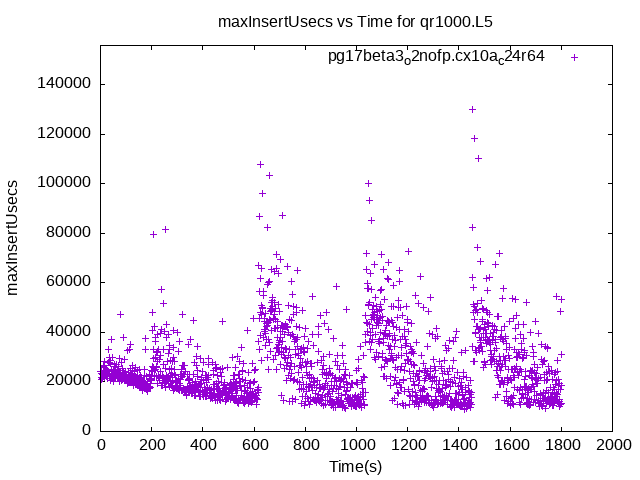 maxInsertUsecs vs Time for qr1000.L5
pg17beta3_o2nofp.cx10a_c24r64
140000
120000
100000
80000
60000
40000
20000
0
maxInsertUsecs
0 200 400 600 800 1000 1200 1400 1600 1800 2000
Time(s)